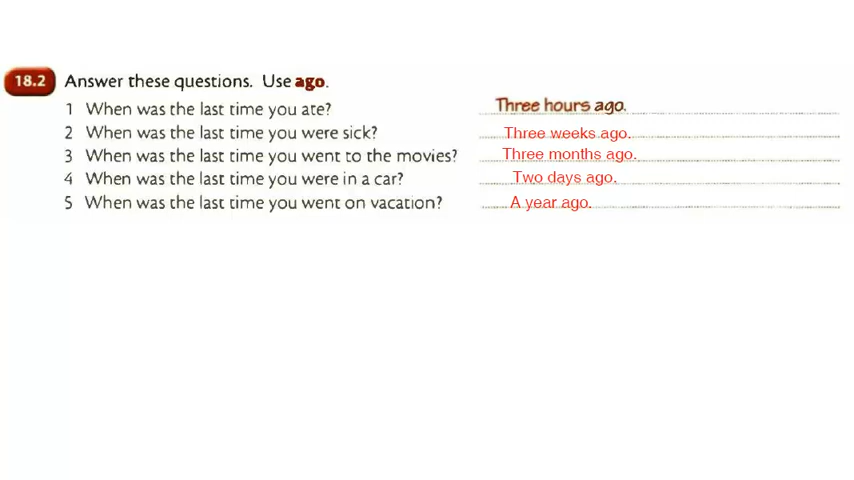 18.2 Answer these questions. Use ago.
1 When was the last time you ate? Three hours ago.
2 When was the last time you were sick? Three weeks ago.
3 When was the last time you went to the movies? Three months ago.
4 When was the last time you were in a car? Two days ago.
5 When was the last time you went on vacation? A year ago.